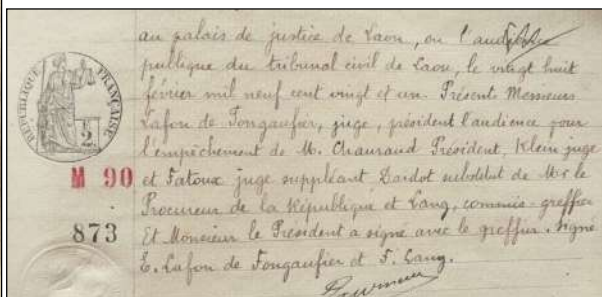 au palais de justice de Laon, en l'audience
publique du tribunal civil de Laon, le vingt huit
février mil neuf cent vingt et un. Présents Messieurs
Lafon de Fongaufier, juge, président l'audience pour
l'empêchement de M. Chauraud Président, Klein juge
et Fatoux juge suppléant Dardot substitut de Mr le
Procureur de la République et Lang, commis-greffier
Et Monsieur le Président a signé avec le greffier. Signé
E. Lafon de Fongaufier et F. Lang.
RÉPUBLIQUE FRANÇAISE
2
M 90
873